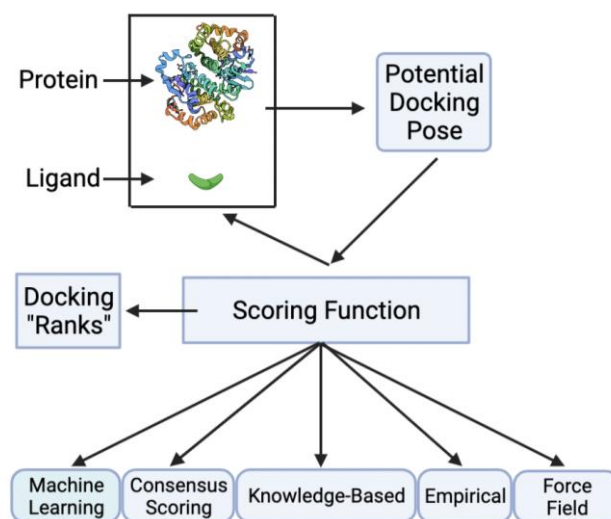 Protein
Ligand
Potential
Docking
Pose
Docking
"Ranks"
Scoring Function
Machine
Learning
Consensus
Scoring
Knowledge-Based
Empirical
Force
Field